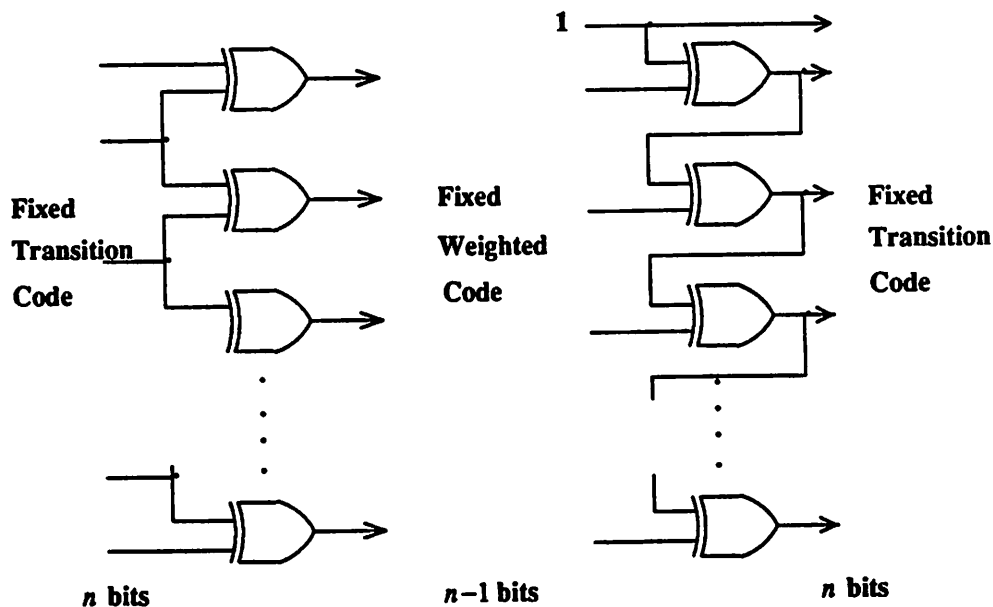 1
Fixed
Transition
Code
Fixed
Weighted
Code
Fixed
Transition
Code
n bits
n−1 bits
n bits